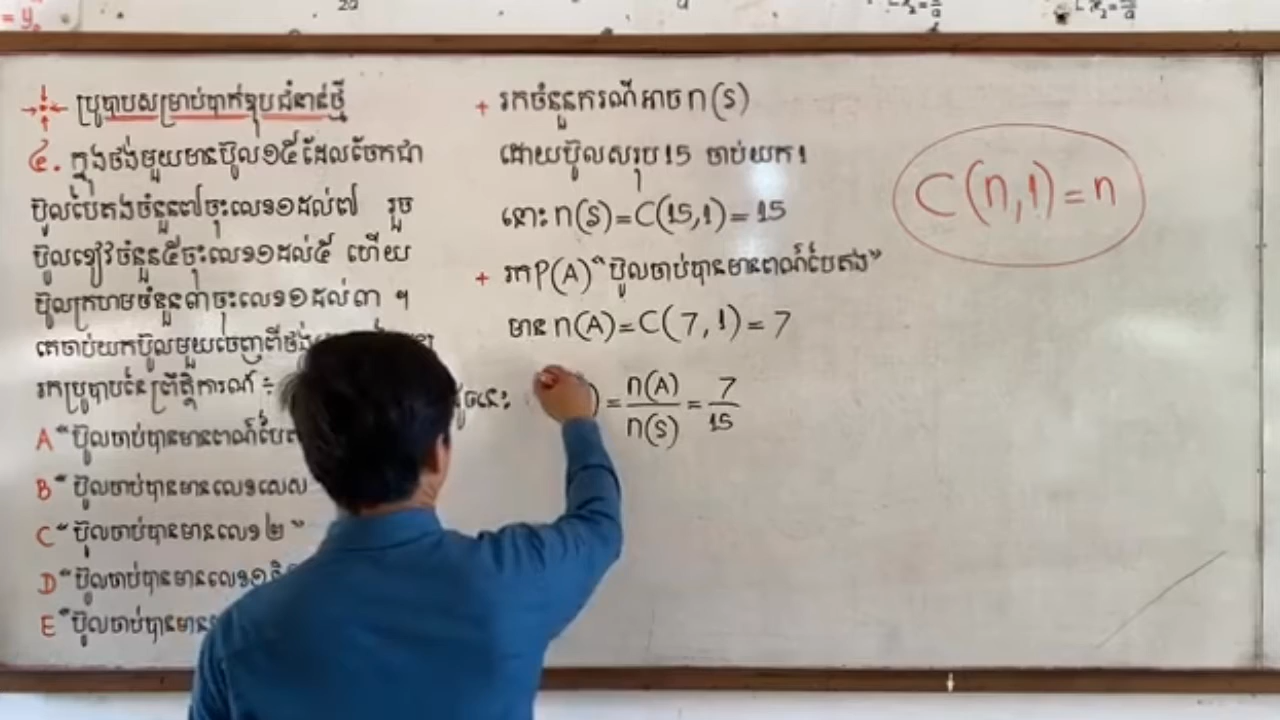 = y₀
ប្រូបាបសម្រាប់បាក់ឌុបជំនាន់ថ្មី
៤. ក្នុងថង់មួយមានប៊ូល១៥ដែលចែកជា
ប៊ូលបៃតងចំនួន៧ចុះលេខ១ដល់៧ រួច
ប៊ូលខៀវចំនួន៥ចុះលេខ១ដល់៥ ហើយ
ប៊ូលក្រហមចំនួន៣ចុះលេខ១ដល់៣ ។
គេចាប់យកប៊ូលមួយចេញពីថង់
រកប្រូបាបនៃព្រឹត្តិការណ៍ ÷
A “ប៊ូលចាប់បានមានពណ៌បៃត
B “ប៊ូលចាប់បានមានលេខសេស
C “ប៊ូលចាប់បានមានលេខ ២”
D “ប៊ូលចាប់បានមានលេខ១
E “ប៊ូលចាប់បានមាន
+ រកចំនួនករណីអាច n(S)
ដោយប៊ូលសរុប 15 ចាប់យក 1
នោះ n(S) = C(15,1) = 15
+ រក P(A) “ប៊ូលចាប់បានមានពណ៌បៃតង”
មាន n(A) = C(7,1) = 7
ដូចនេះ ) = n(A)/n(S) = 7/15
C(n,1) = n